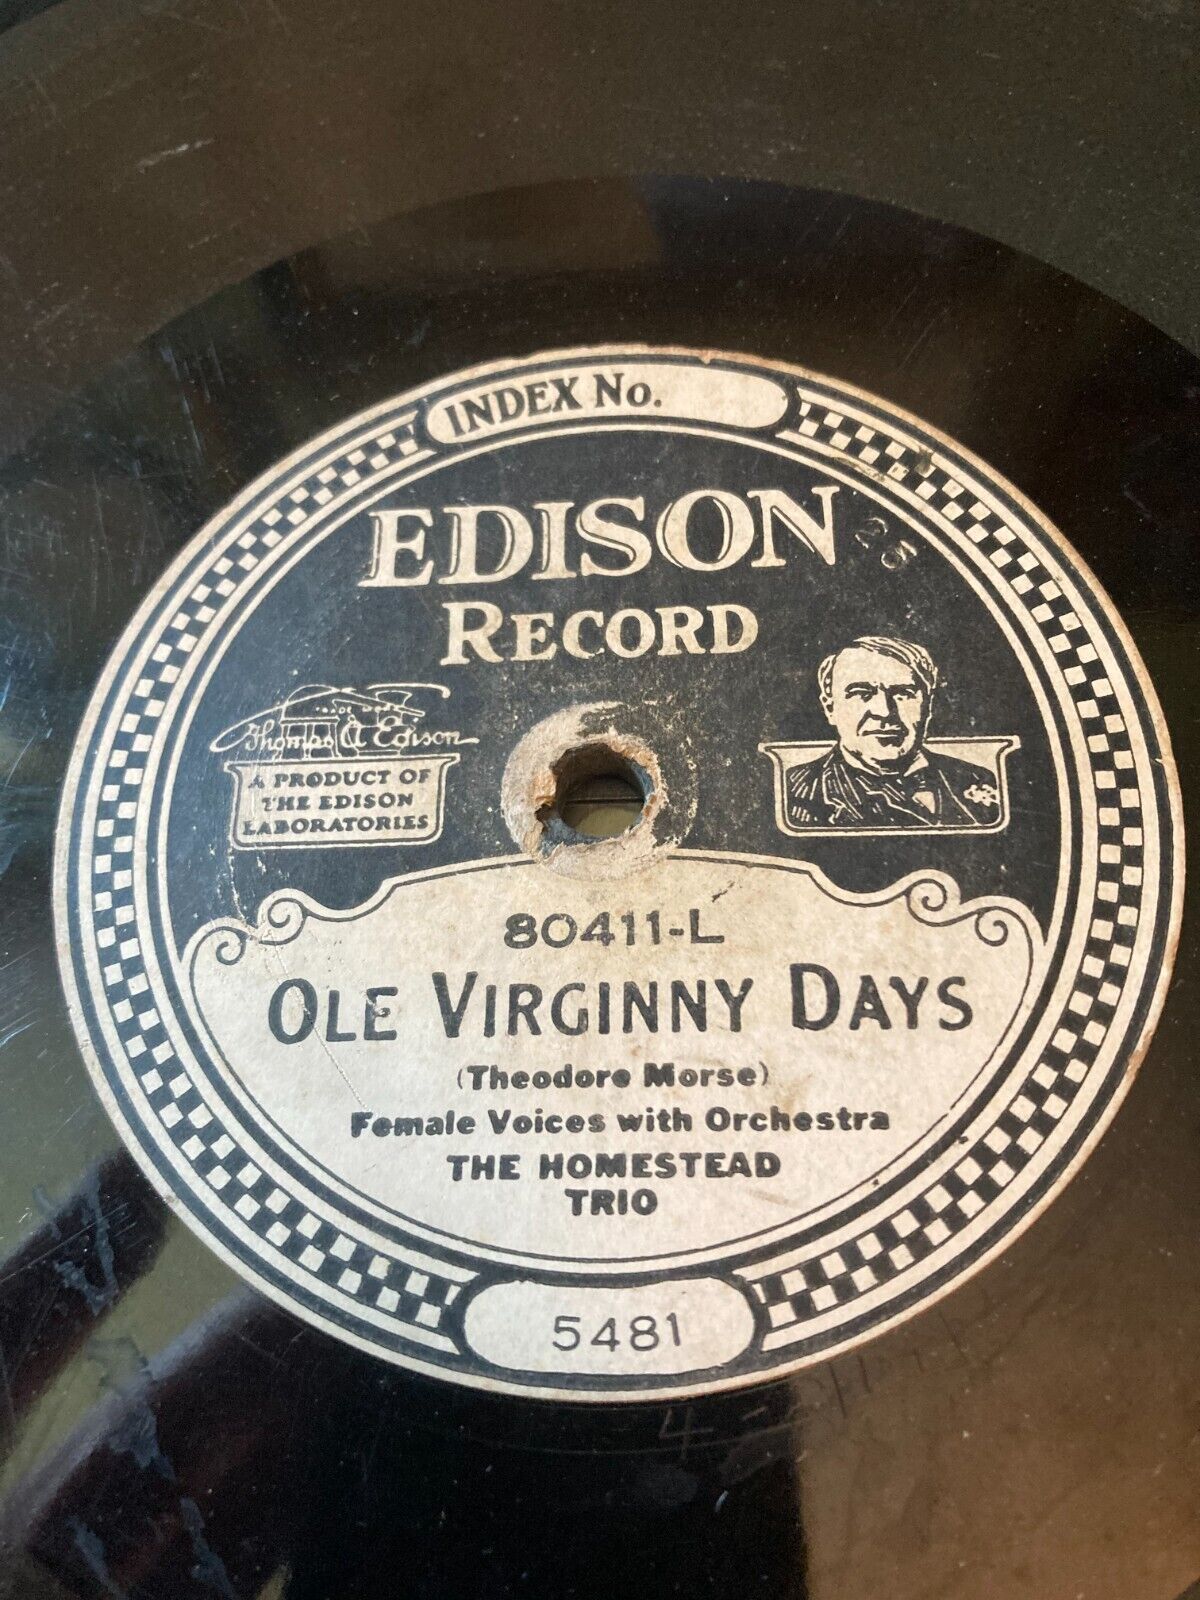 INDEX No.
EDISON
RECORD
25
Thomas A Edison
A PRODUCT OF
THE EDISON
LABORATORIES
80411-L
OLE VIRGINNY DAYS
(Theodore Morse)
Female Voices with Orchestra
THE HOMESTEAD
TRIO
5481